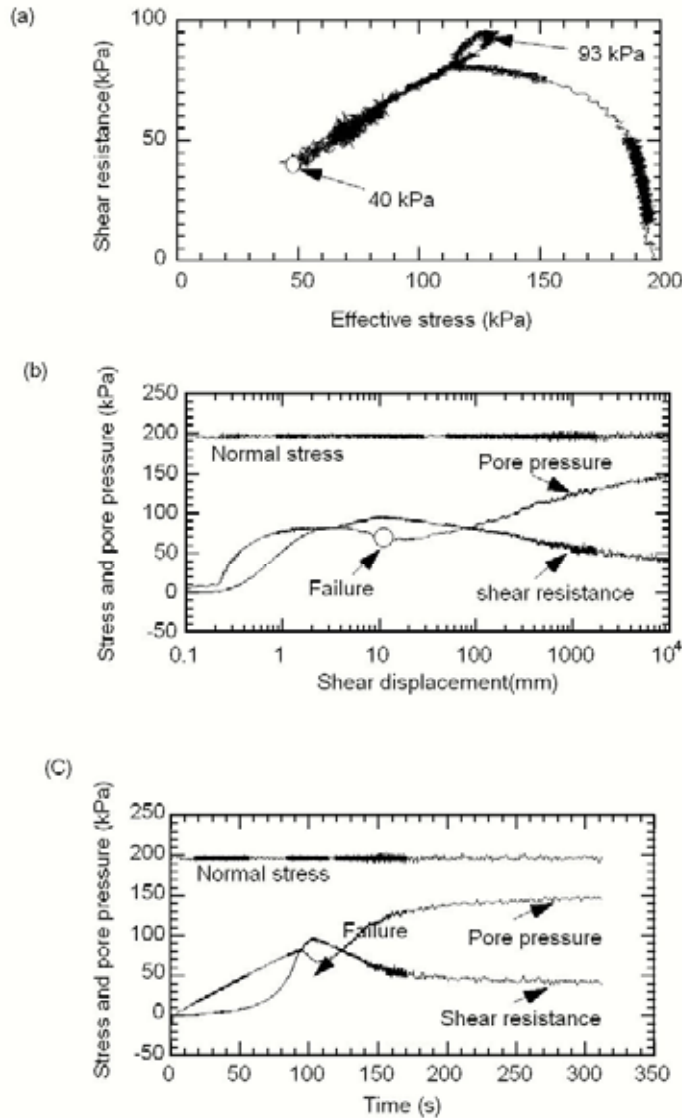 (a)
Shear resistance(kPa)
100
50
0
93 kPa
40 kPa
0 50 100 150 200
Effective stress (kPa)
(b)
Stress and pore pressure (kPa)
250
200
150
100
50
0
-50
Normal stress
Pore pressure
Failure
shear resistance
0.1 1 10 100 1000 10⁴
Shear displacement(mm)
(C)
Stress and pore pressure (kPa)
250
200
150
100
50
0
-50
Normal stress
Failure
Pore pressure
Shear resistance
0 50 100 150 200 250 300 350
Time (s)